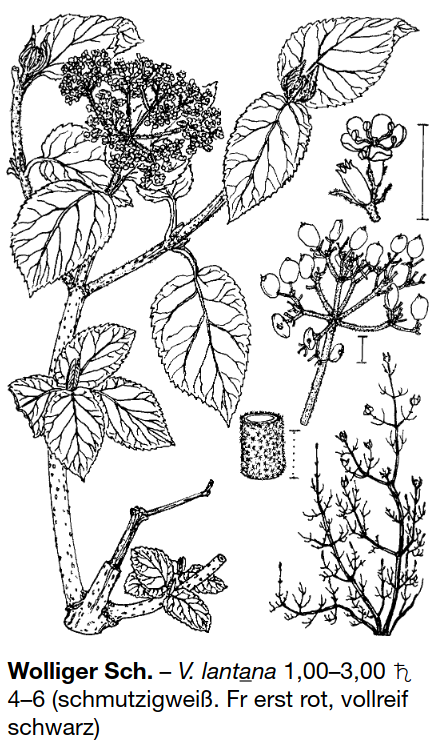 Wolliger Sch. – V. lantana 1,00–3,00 ♄
4–6 (schmutzigweiß. Fr erst rot, vollreif
schwarz)